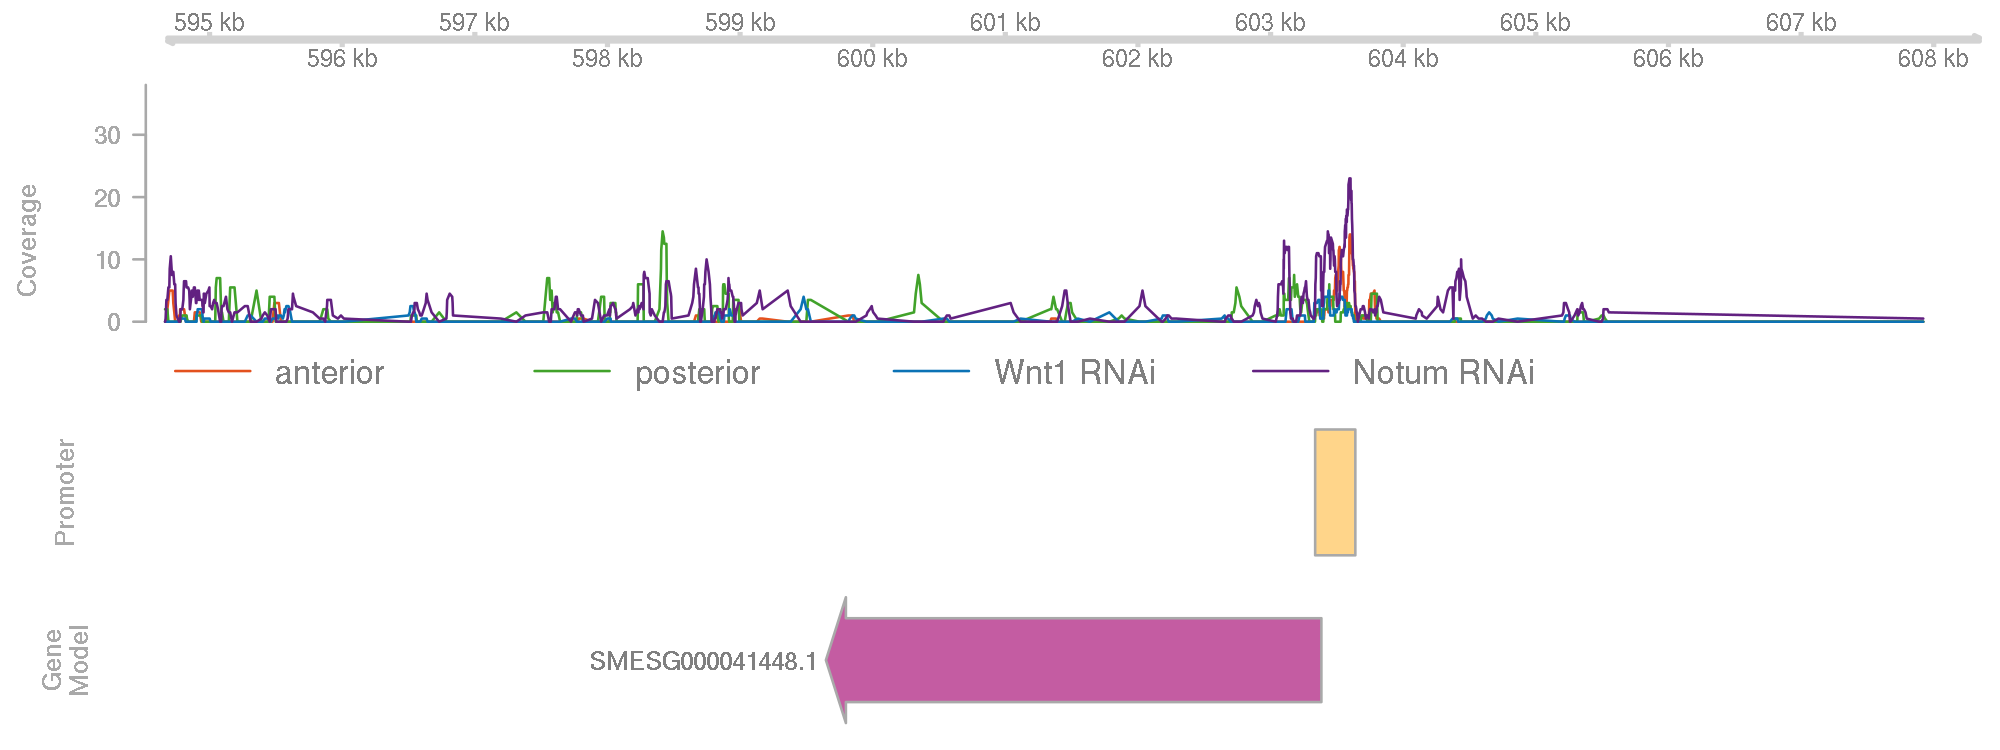 595 kb 597 kb 599 kb 601 kb 603 kb 605 kb 607 kb
596 kb 598 kb 600 kb 602 kb 604 kb 606 kb 608 kb
30
20
10
0
Coverage
anterior posterior Wnt1 RNAi Notum RNAi
Promoter
Gene
Model
SMESG000041448.1